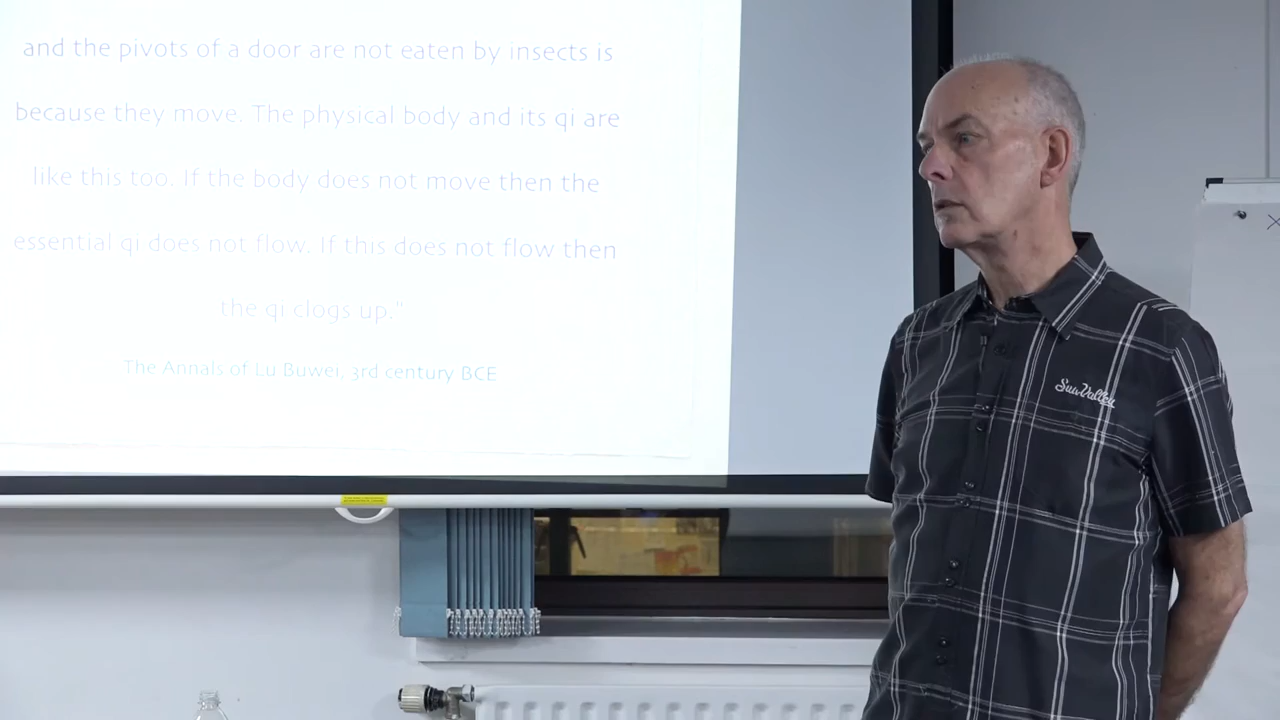 and the pivots of a door are not eaten by insects is
because they move. The physical body and its qi are
like this too. If the body does not move then the
essential qi does not flow. If this does not flow then
the qi clogs up."
The Annals of Lu Buwei, 3rd century BCE
Sun Valley